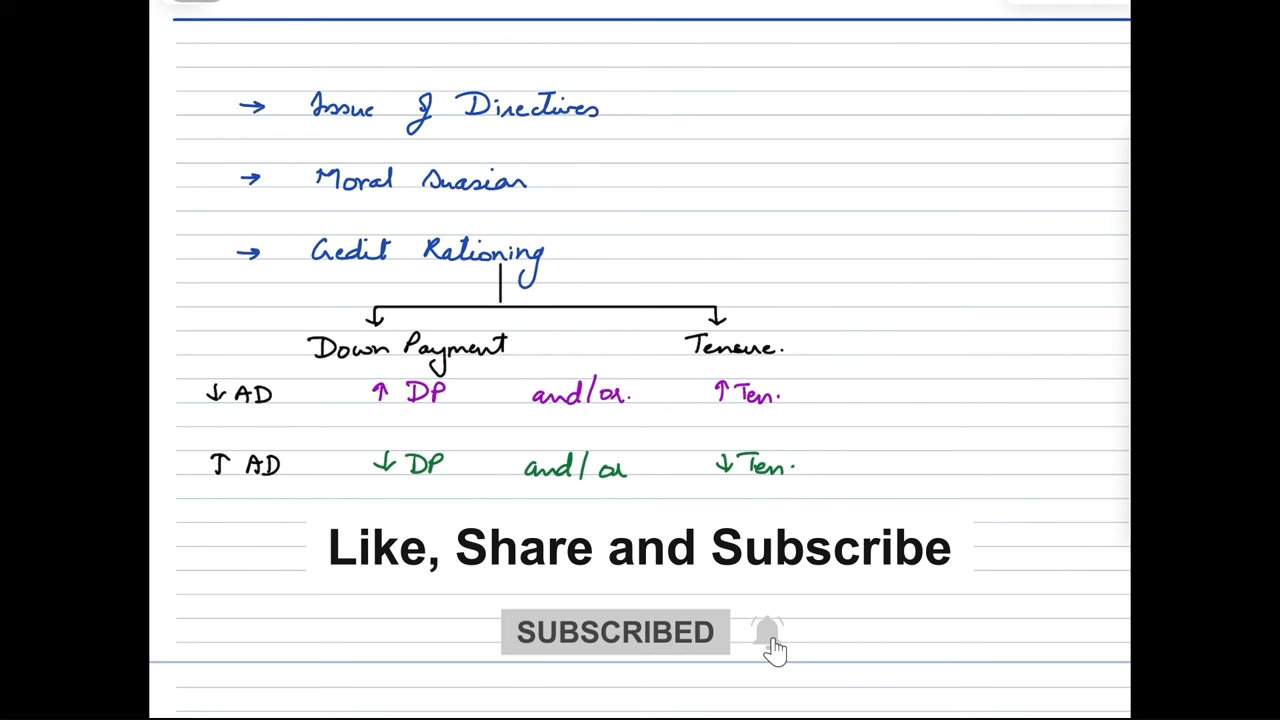 → Issue of Directives
→ Moral Suasion
→ Credit Rationing
Down Payment Tenure.
↓ AD ↑ DP and/or. ↑ Ten.
↑ AD ↓ DP and/or ↓ Ten.
Like, Share and Subscribe
SUBSCRIBED